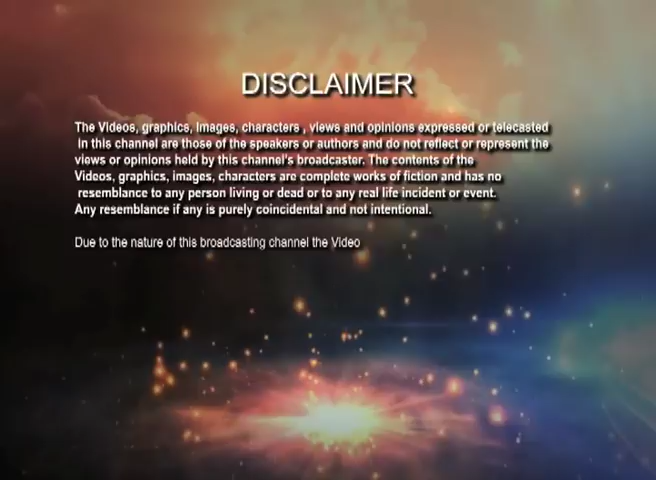 DISCLAIMER
The Videos, graphics, images, characters , views and opinions expressed or telecasted
in this channel are those of the speakers or authors and do not reflect or represent the
views or opinions held by this channel's broadcaster. The contents of the
Videos, graphics, images, characters are complete works of fiction and has no
resemblance to any person living or dead or to any real life incident or event.
Any resemblance if any is purely coincidental and not intentional.
Due to the nature of this broadcasting channel the Video